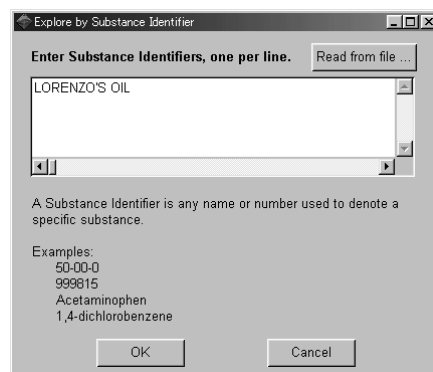 Explore by Substance Identifier
Enter Substance Identifiers, one per line.
Read from file ...
LORENZO'S OIL
A Substance Identifier is any name or number used to denote a
specific substance.
Examples:
50-00-0
999815
Acetaminophen
1,4-dichlorobenzene
OK
Cancel